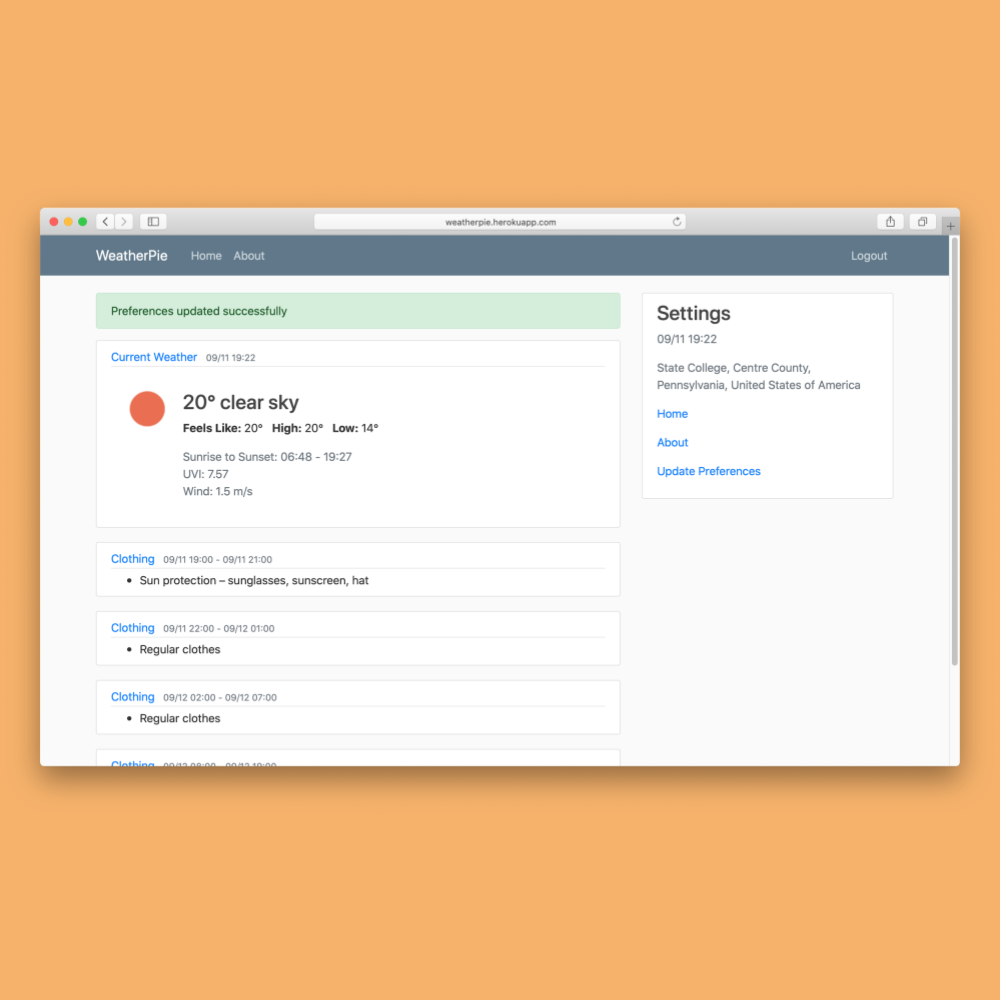 weatherpie.herokuapp.com
WeatherPie Home About Logout
Preferences updated successfully
Current Weather 09/11 19:22
20° clear sky
Feels Like: 20° High: 20° Low: 14°
Sunrise to Sunset: 06:48 - 19:27
UVI: 7.57
Wind: 1.5 m/s
Clothing 09/11 19:00 - 09/11 21:00
• Sun protection – sunglasses, sunscreen, hat
Clothing 09/11 22:00 - 09/12 01:00
• Regular clothes
Clothing 09/12 02:00 - 09/12 07:00
• Regular clothes
Clothing
Settings
09/11 19:22
State College, Centre County,
Pennsylvania, United States of America
Home
About
Update Preferences